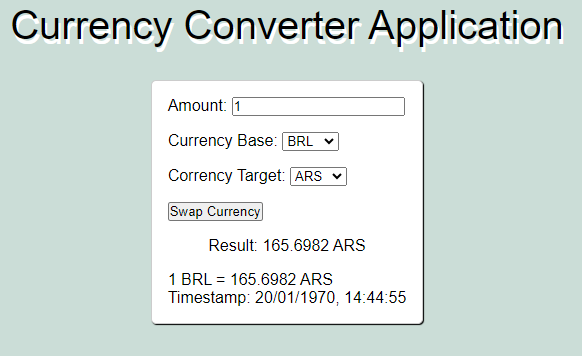 Currency Converter Application
Amount: 1
Currency Base: BRL
Corrency Target: ARS
Swap Currency
Result: 165.6982 ARS
1 BRL = 165.6982 ARS
Timestamp: 20/01/1970, 14:44:55